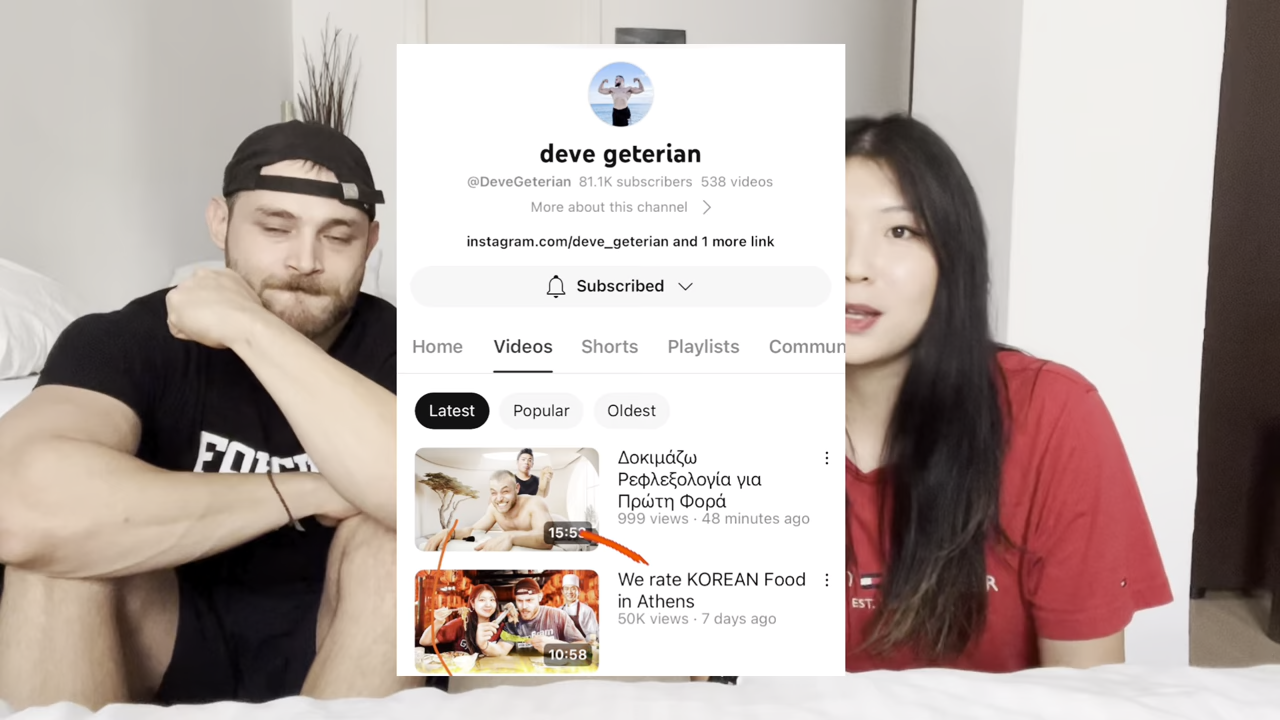 deve geterian
@DeveGeterian 81.1K subscribers 538 videos
More about this channel
instagram.com/deve_geterian and 1 more link
Subscribed
Home Videos Shorts Playlists Commun
Latest Popular Oldest
Δοκιμάζω
Ρεφλεξολογία για
Πρώτη Φορά
999 views · 48 minutes ago
We rate KOREAN Food
in Athens
50K views · 7 days ago
10:58
EST.